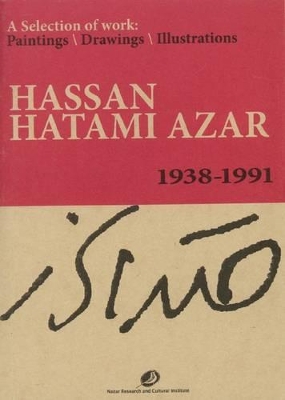 A Selection of work:
Paintings \ Drawings \ Illustrations
HASSAN
HATAMI AZAR
1938-1991
Nazar Research and Cultural Institute